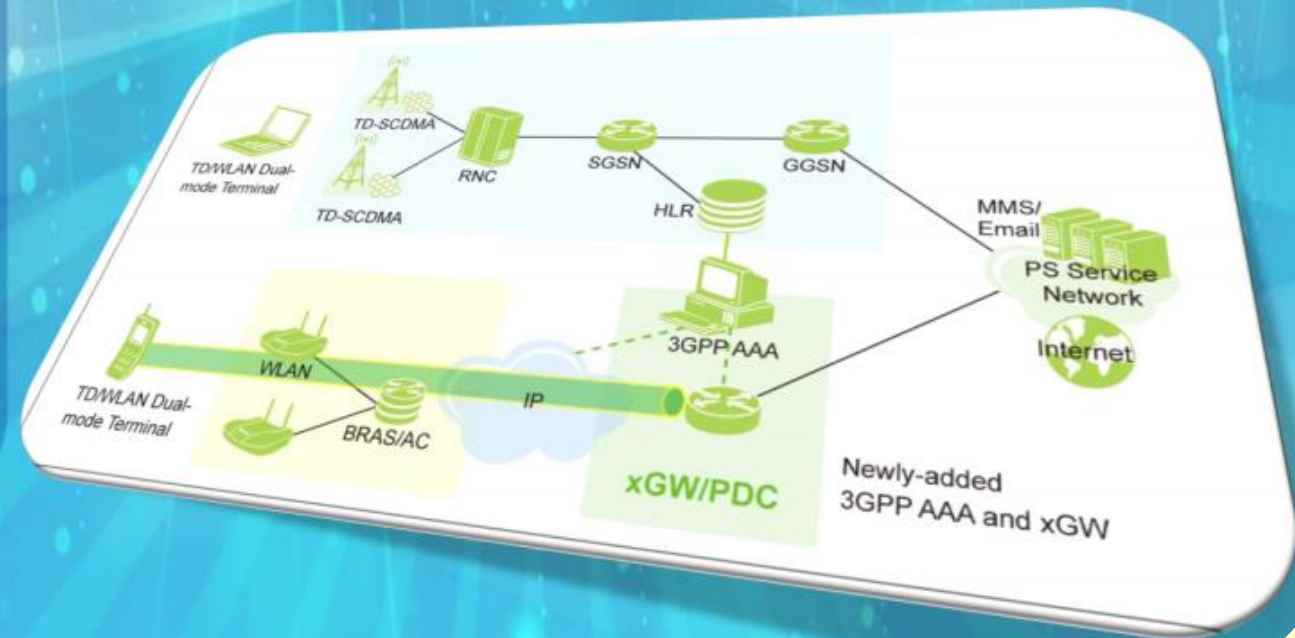 TD-SCDMA
TD/WLAN Dual-
mode Terminal
TD-SCDMA
RNC
SGSN
GGSN
HLR
MMS/
Email
PS Service
Network
Internet
3GPP AAA
TD/WLAN Dual-
mode Terminal
WLAN
BRAS/AC
IP
xGW/PDC
Newly-added
3GPP AAA and xGW